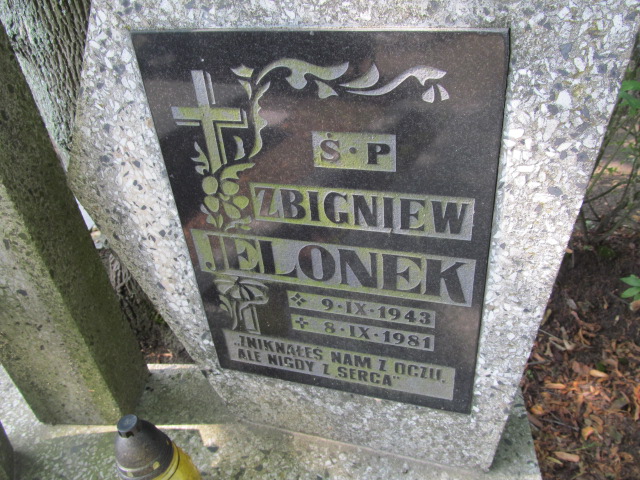 Ś·P
ZBIGNIEW
JELONEK
9·IX·1943
8·IX·1981
„ZNIKNĄŁEŚ NAM Z OCZU,
ALE NIGDY Z SERCA"